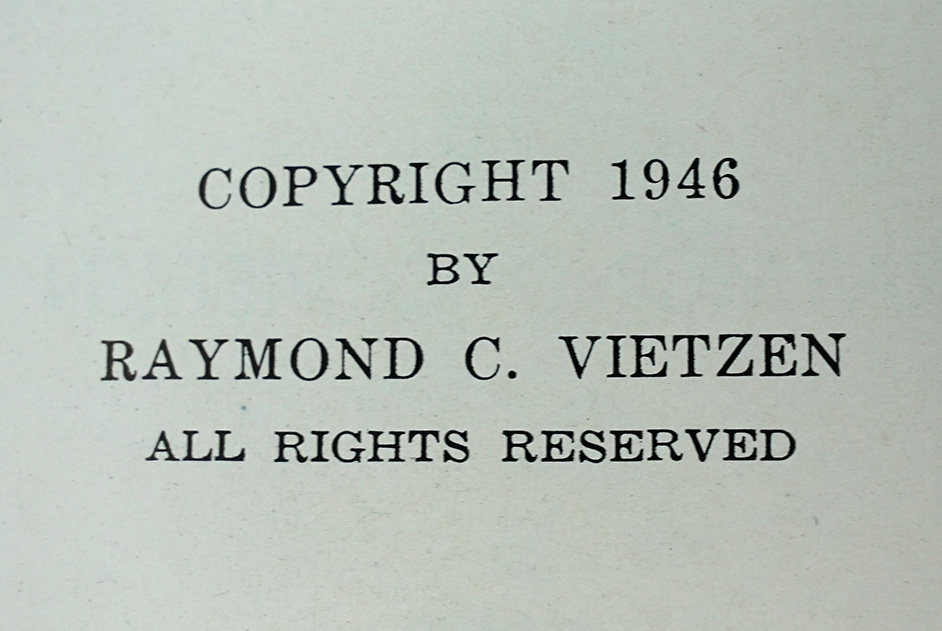 COPYRIGHT 1946
BY
RAYMOND C. VIETZEN
ALL RIGHTS RESERVED